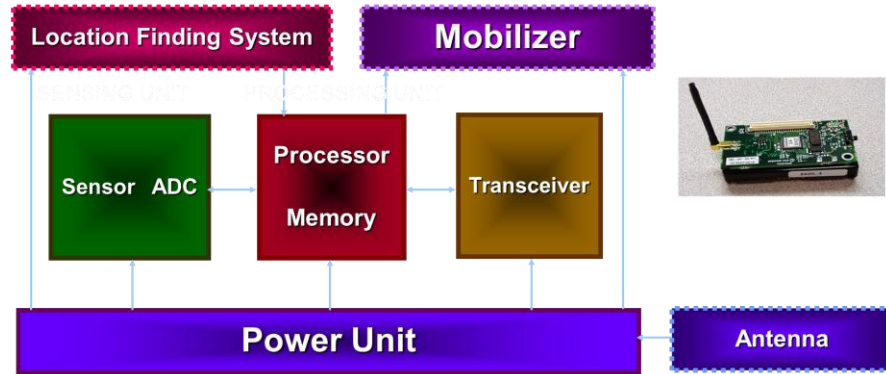 Location Finding System
Mobilizer
SENSING UNIT
PROCESSING UNIT
Sensor ADC
Processor
Memory
Transceiver
Power Unit
Antenna